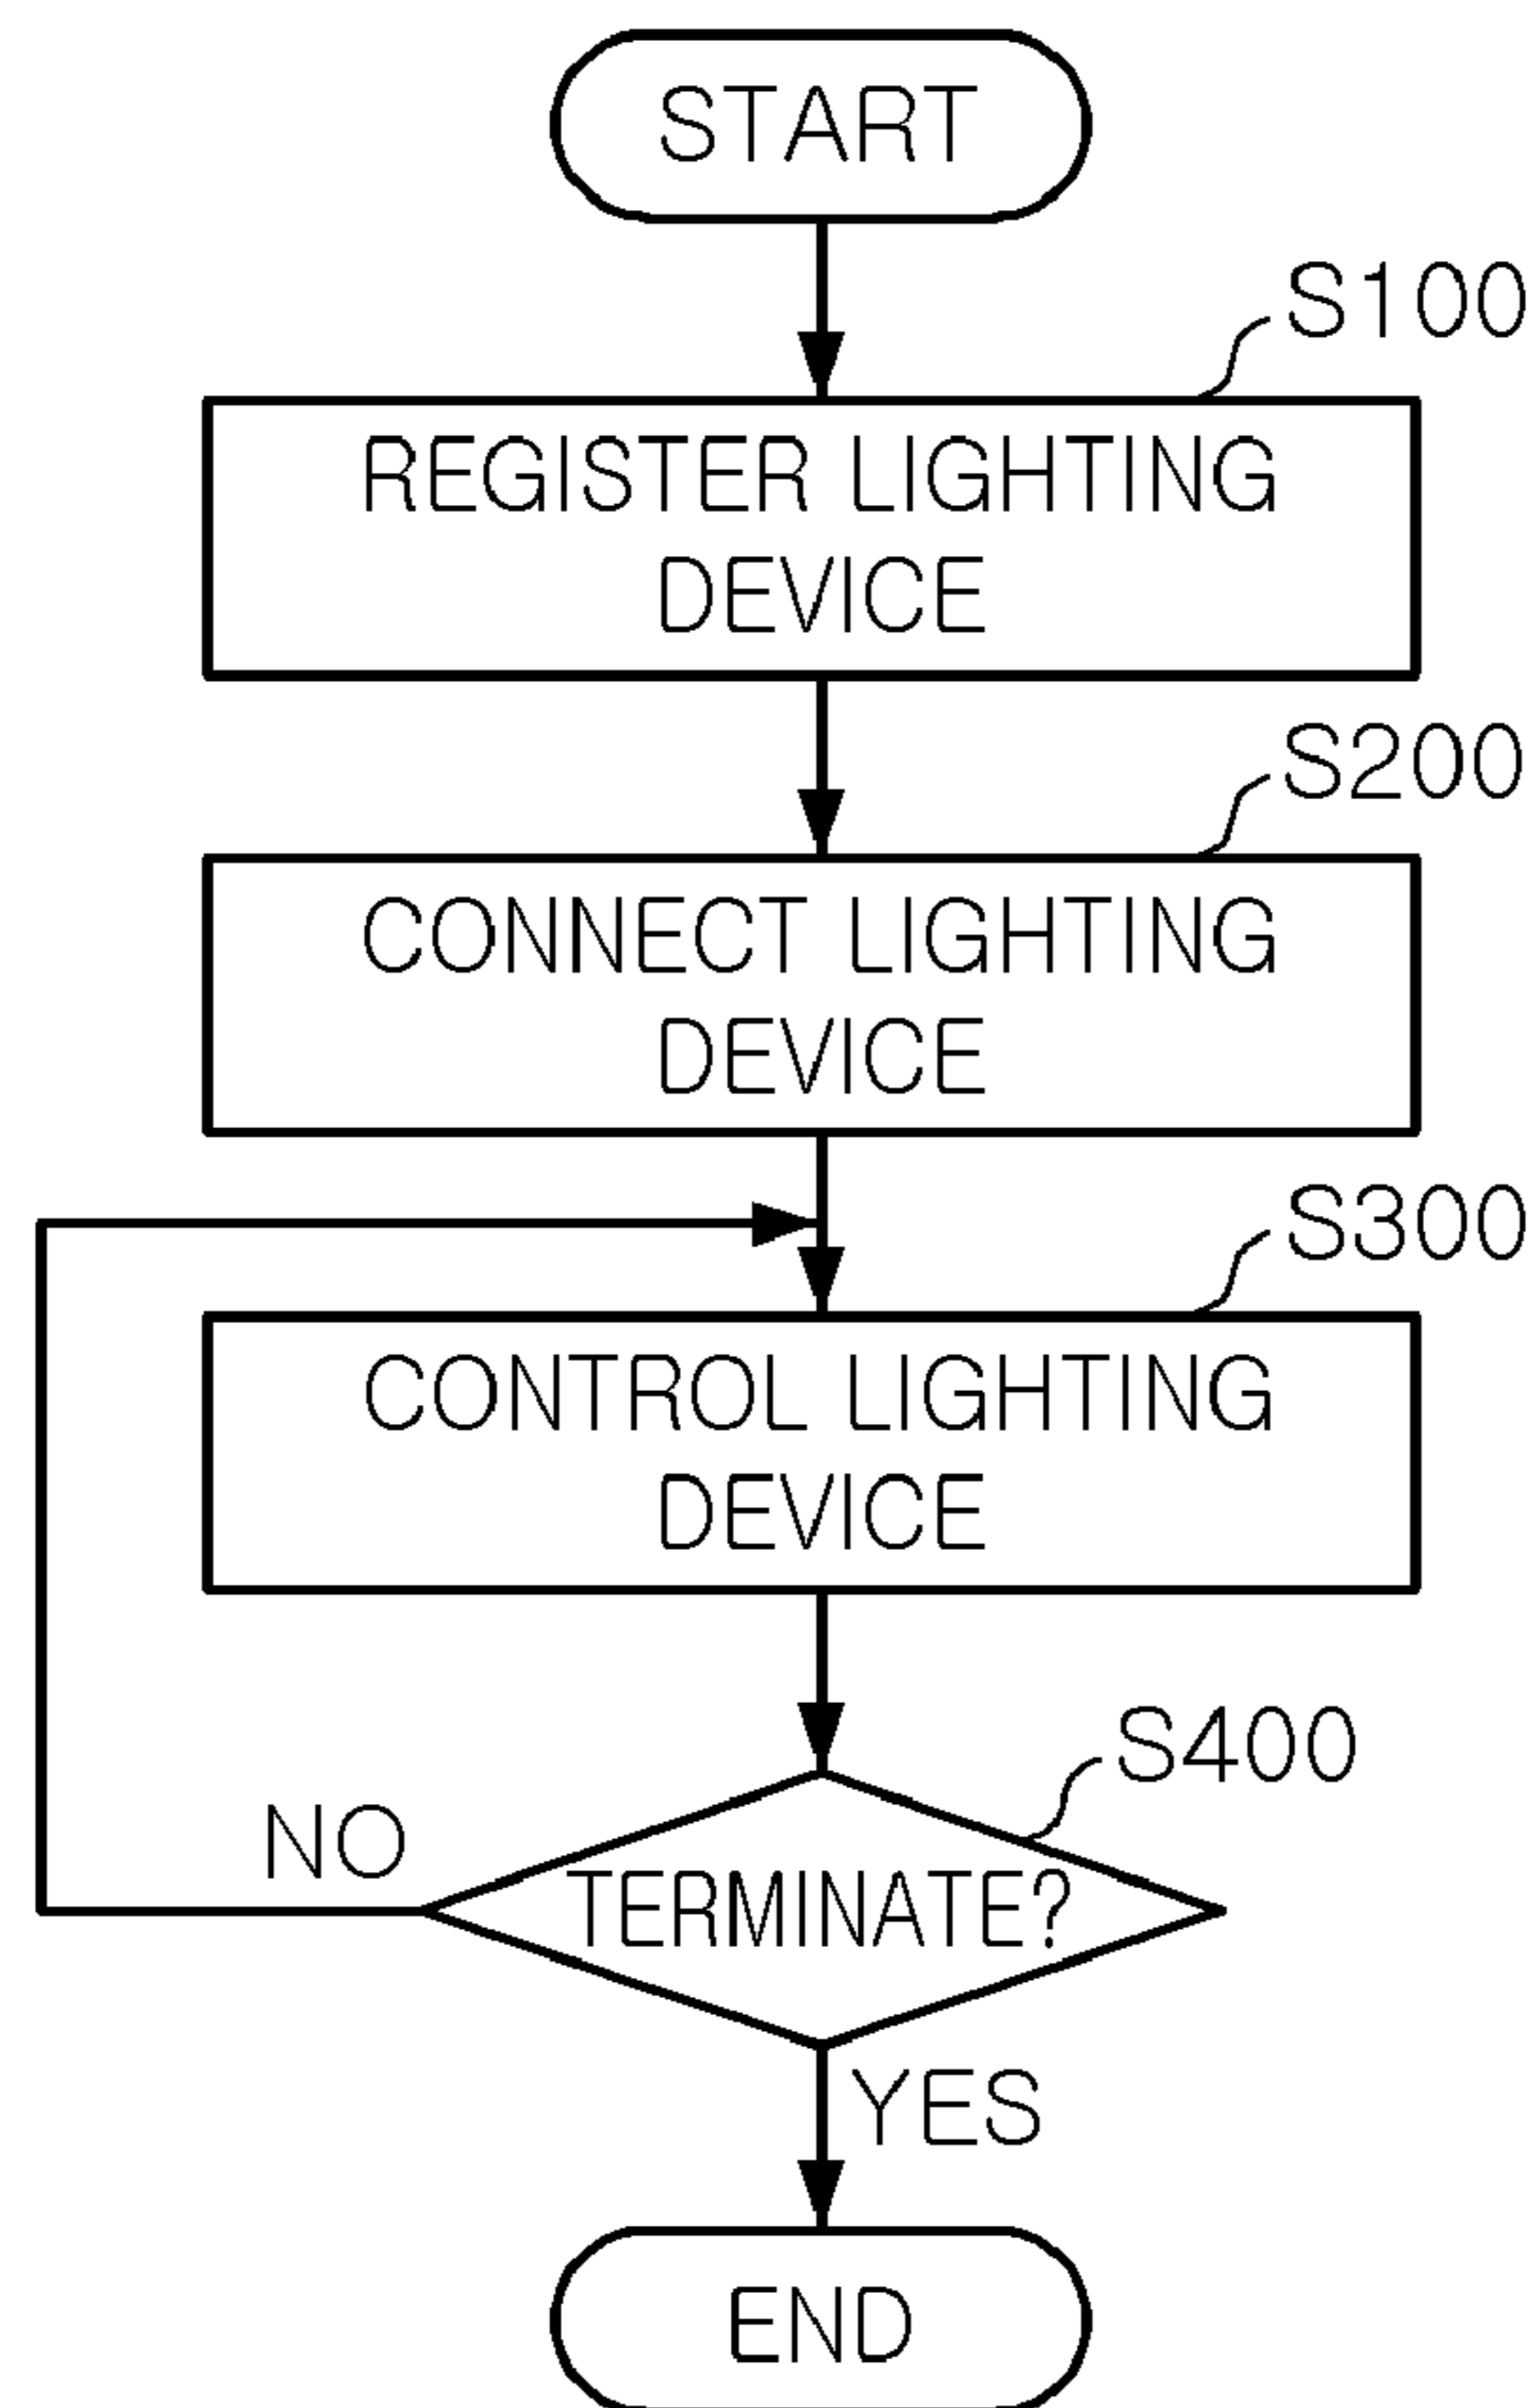 START
S100
REGISTER LIGHTING
DEVICE
S200
CONNECT LIGHTING
DEVICE
S300
CONTROL LIGHTING
DEVICE
S400
NO
TERMINATE?
YES
END